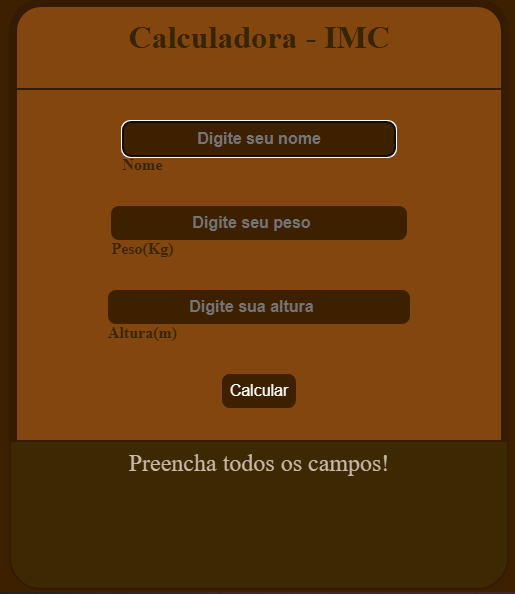 Calculadora - IMC
Digite seu nome
Nome
Digite seu peso
Peso(Kg)
Digite sua altura
Altura(m)
Calcular
Preencha todos os campos!